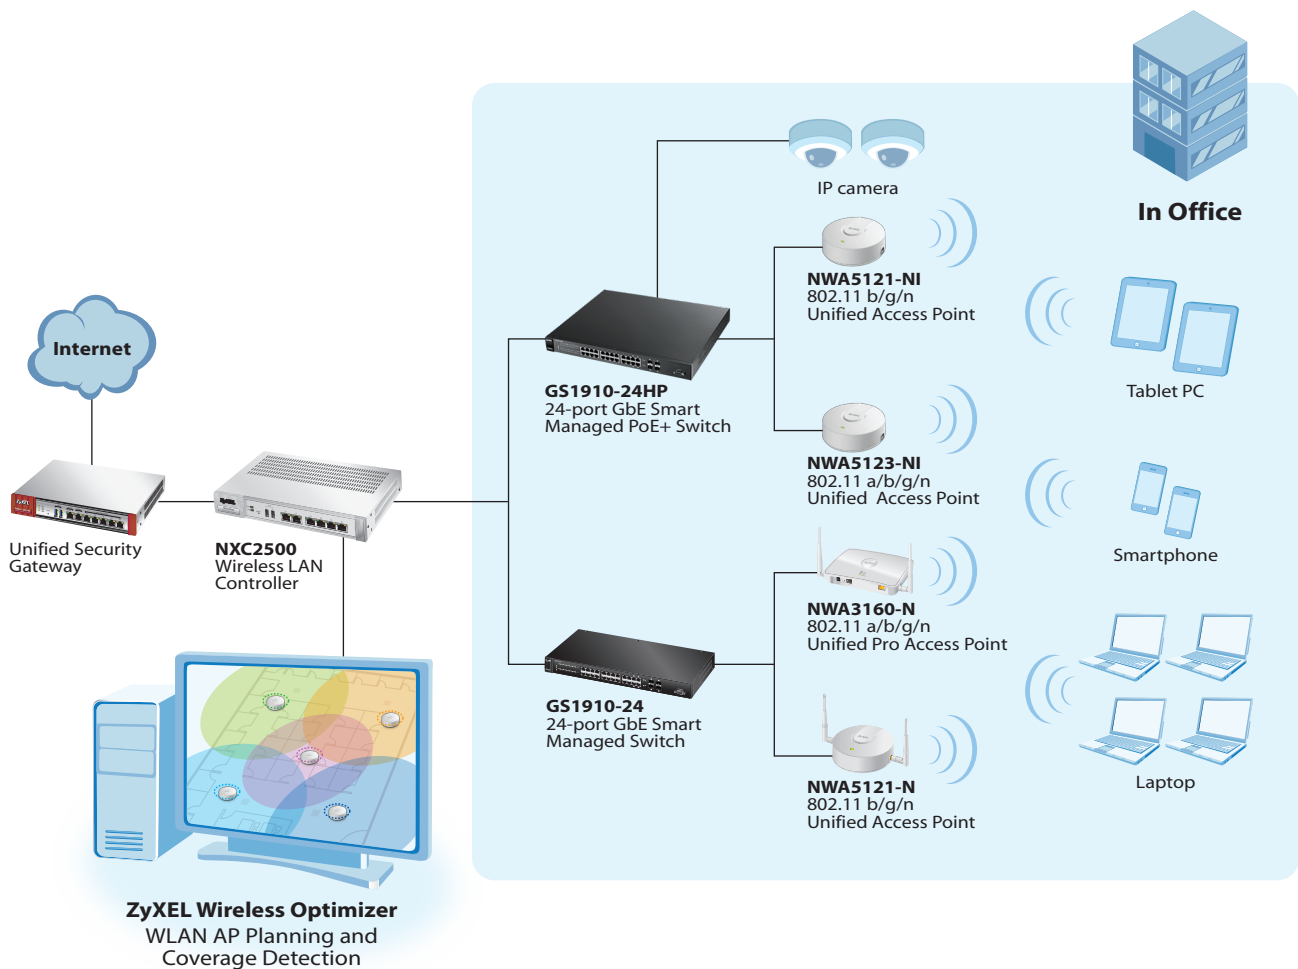 In Office
IP camera
NWA5121-NI
802.11 b/g/n
Unified Access Point
Internet
Tablet PC
GS1910-24HP
24-port GbE Smart
Managed PoE+ Switch
NWA5123-NI
802.11 a/b/g/n
Unified Access Point
Unified Security
Gateway
NXC2500
Wireless LAN
Controller
Smartphone
NWA3160-N
802.11 a/b/g/n
Unified Pro Access Point
GS1910-24
24-port GbE Smart
Managed Switch
NWA5121-N
802.11 b/g/n
Unified Access Point
Laptop
ZyXEL Wireless Optimizer
WLAN AP Planning and
Coverage Detection